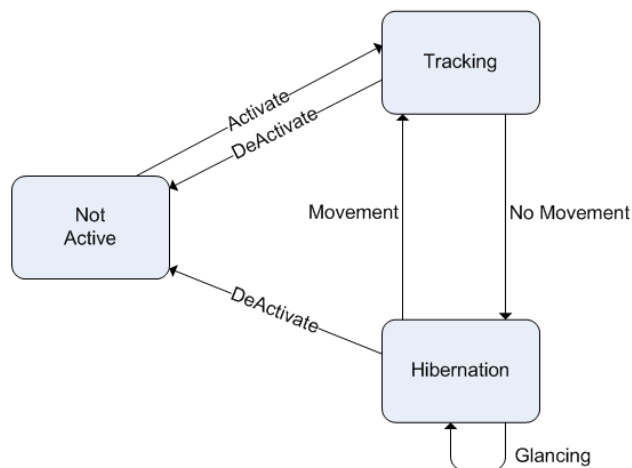 Tracking
Activate
DeActivate
Not
Active
Movement
No Movement
DeActivate
Hibernation
Glancing